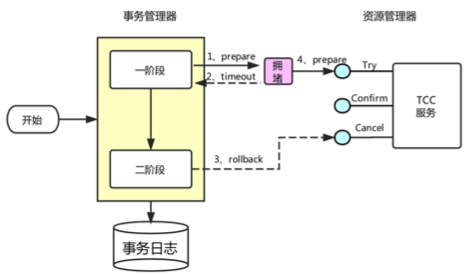 事务管理器
资源管理器
1、prepare
4、prepare
一阶段
拥
堵
Try
2、timeout
Confirm
TCC
服务
开始
Cancel
3、rollback
二阶段
事务日志